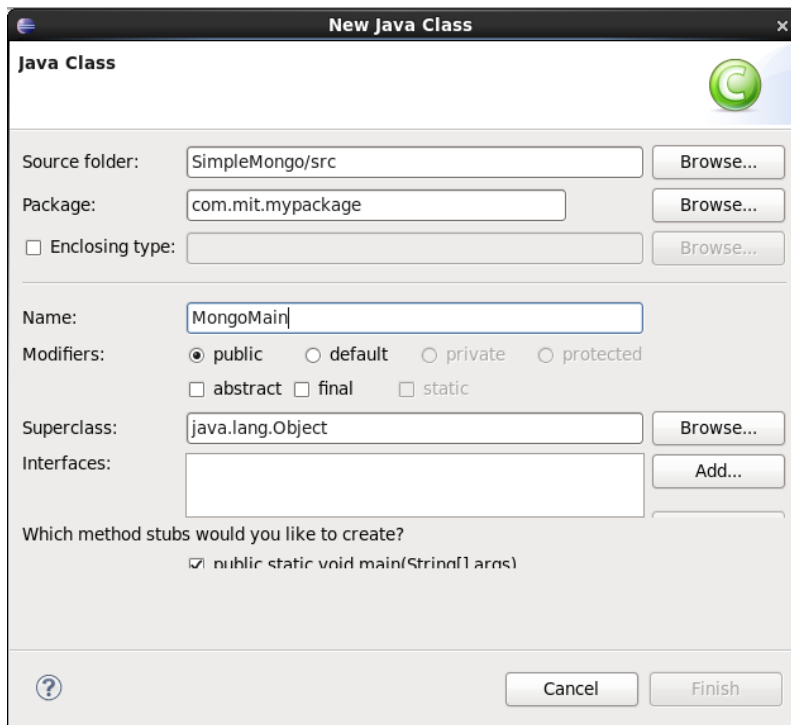 New Java Class
Java Class
C
Source folder: SimpleMongo/src Browse...
Package: com.mit.mypackage Browse...
Enclosing type: Browse...
Name: MongoMain
Modifiers: public default private protected
abstract final static
Superclass: java.lang.Object Browse...
Interfaces: Add...
Which method stubs would you like to create?
public static void main(String[] args)
? Cancel Finish